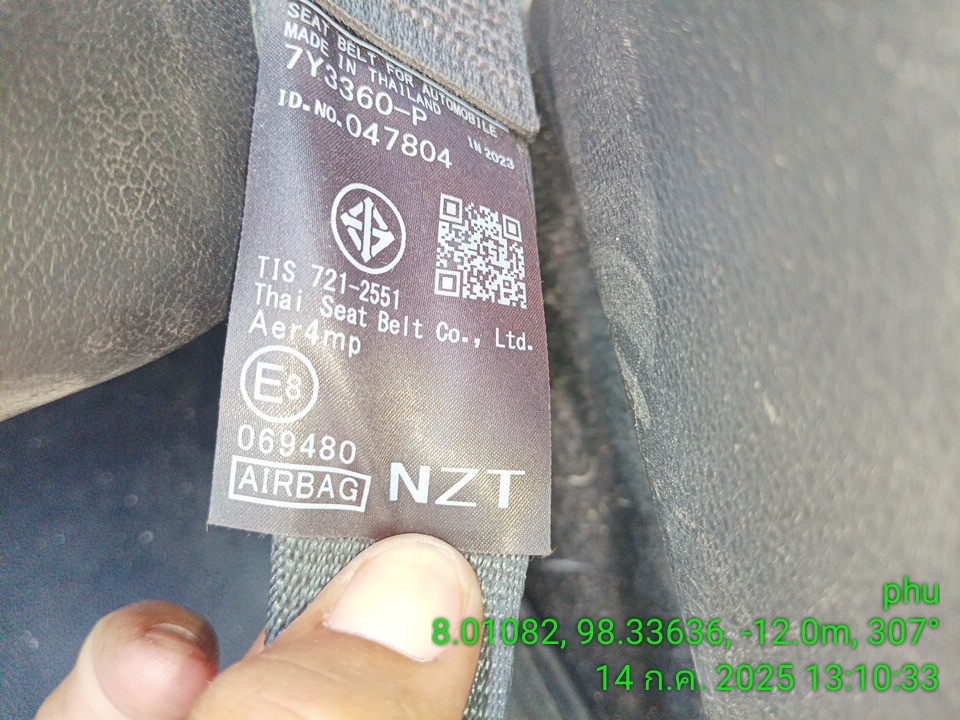 SEAT BELT FOR AUTOMOBILE
MADE IN THAILAND
7Y3360-P
IN 2023
ID.NO.047804
TIS 721-2551
Thai Seat Belt Co., Ltd.
Aer4mp
E8
069480
AIRBAG
NZT
phu
8.01082, 98.33636, -12.0m, 307°
14 ก.ค. 2025 13:10:33